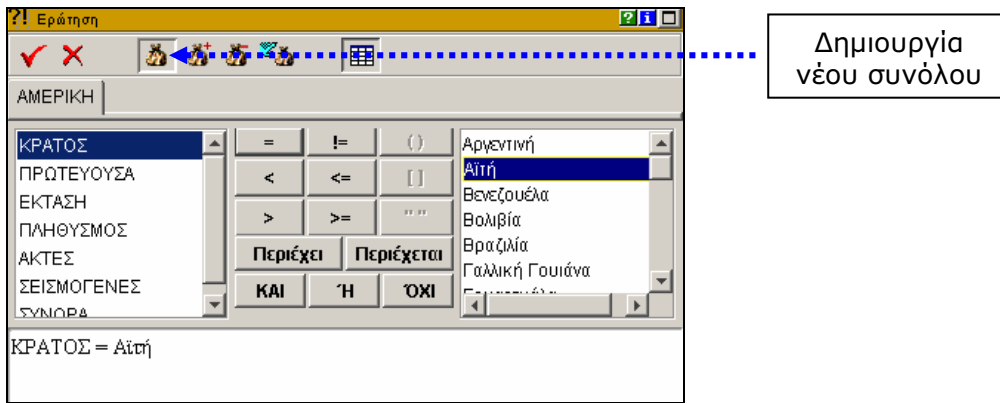 ?! Ερώτηση
Δημιουργία
νέου συνόλου
ΑΜΕΡΙΚΗ
ΚΡΑΤΟΣ
ΠΡΩΤΕΥΟΥΣΑ
ΕΚΤΑΣΗ
ΠΛΗΘΥΣΜΟΣ
ΑΚΤΕΣ
ΣΕΙΣΜΟΓΕΝΕΣ
ΣΥΝΟΡΑ
= != ( )
< <= [ ]
> >= " "
Περιέχει Περιέχεται
ΚΑΙ Ή ΌΧΙ
Αργεντινή
Αϊτή
Βενεζουέλα
Βολιβία
Βραζιλία
Γαλλική Γουιάνα
ΚΡΑΤΟΣ = Αϊτή